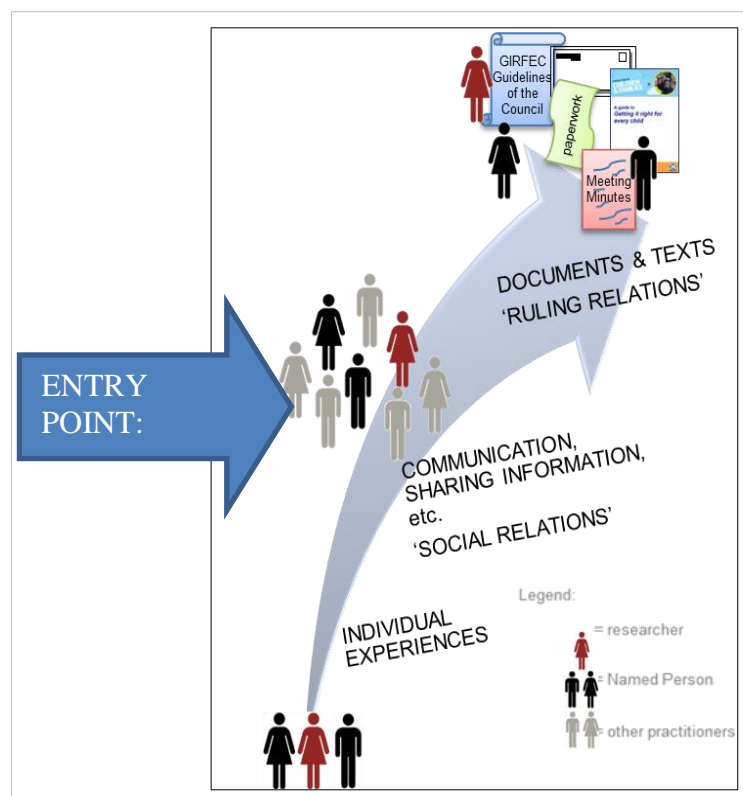 GIRFEC
Guidelines
of the
Council
paperwork
A guide to
Getting it right for
every child
Meeting
Minutes
DOCUMENTS & TEXTS
‘RULING RELATIONS’
ENTRY
POINT:
COMMUNICATION,
SHARING INFORMATION,
etc.
‘SOCIAL RELATIONS’
INDIVIDUAL
EXPERIENCES
Legend:
= researcher
= Named Person
= other practitioners